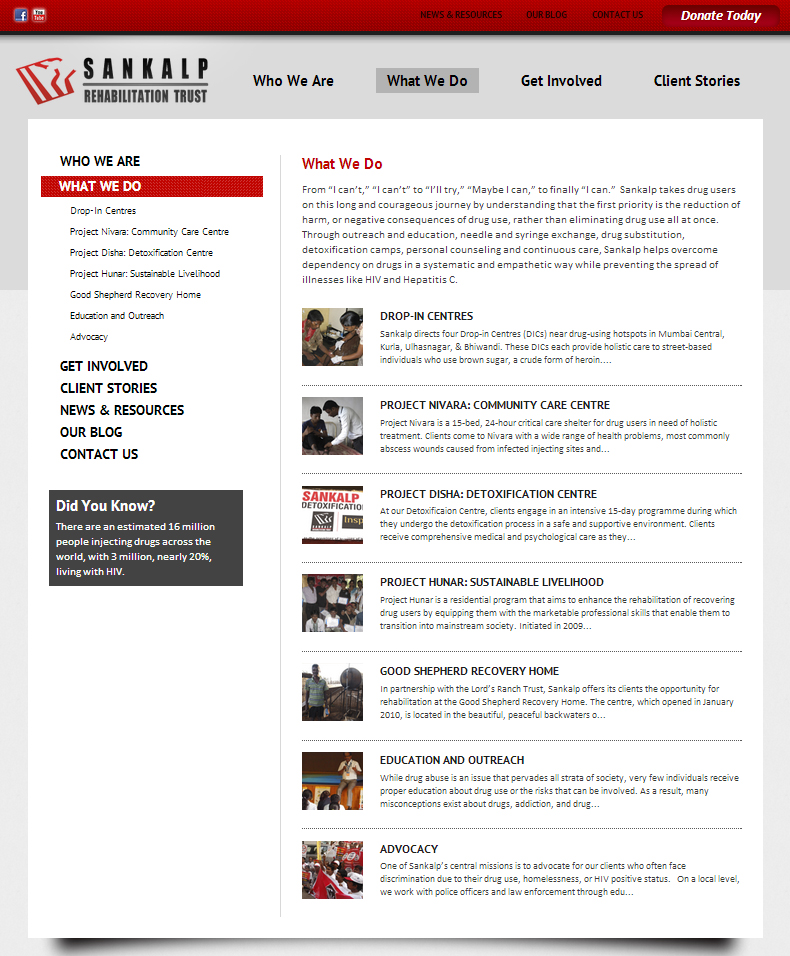 You
Tube
NEWS & RESOURCES
OUR BLOG
CONTACT US
Donate Today
SANKALP
REHABILITATION TRUST
Who We Are
What We Do
Get Involved
Client Stories
WHO WE ARE
WHAT WE DO
Drop-In Centres
Project Nivara: Community Care Centre
Project Disha: Detoxification Centre
Project Hunar: Sustainable Livelihood
Good Shepherd Recovery Home
Education and Outreach
Advocacy
GET INVOLVED
CLIENT STORIES
NEWS & RESOURCES
OUR BLOG
CONTACT US
Did You Know?
There are an estimated 16 million
people injecting drugs across the
world, with 3 million, nearly 20%,
living with HIV.
What We Do
From “I can’t,” “I can’t” to “I’ll try,” “Maybe I can,” to finally “I can.”  Sankalp takes drug users
on this long and courageous journey by understanding that the first priority is the reduction of
harm, or negative consequences of drug use, rather than eliminating drug use all at once.
Through outreach and education, needle and syringe exchange, drug substitution,
detoxification camps, personal counseling and continuous care, Sankalp helps overcome
dependency on drugs in a systematic and empathetic way while preventing the spread of
illnesses like HIV and Hepatitis C.
DROP-IN CENTRES
Sankalp directs four Drop-in Centres (DICs) near drug-using hotspots in Mumbai Central,
Kurla, Ulhasnagar, & Bhiwandi. These DICs each provide holistic care to street-based
individuals who use brown sugar, a crude form of heroin....
PROJECT NIVARA: COMMUNITY CARE CENTRE
Project Nivara is a 15-bed, 24-hour critical care shelter for drug users in need of holistic
treatment. Clients come to Nivara with a wide range of health problems, most commonly
abscess wounds caused from infected injecting sites and...
SANKALP
DETOXIFICATIO
Insp
PROJECT DISHA: DETOXIFICATION CENTRE
At our Detoxificaion Centre, clients engage in an intensive 15-day programme during which
they undergo the detoxification process in a safe and supportive environment. Clients
receive comprehensive medical and psychological care as they...
PROJECT HUNAR: SUSTAINABLE LIVELIHOOD
Project Hunar is a residential program that aims to enhance the rehabilitation of recovering
drug users by equipping them with the marketable professional skills that enable them to
transition into mainstream society. Initiated in 2009...
GOOD SHEPHERD RECOVERY HOME
In partnership with the Lord’s Ranch Trust, Sankalp offers its clients the opportunity for
rehabilitation at the Good Shepherd Recovery Home. The centre, which opened in January
2010, is located in the beautiful, peaceful backwaters o...
EDUCATION AND OUTREACH
While drug abuse is an issue that pervades all strata of society, very few individuals receive
proper education about drug use or the risks that can be involved. As a result, many
misconceptions exist about drugs, addiction, and drug...
ADVOCACY
One of Sankalp’s central missions is to advocate for our clients who often face
discrimination due to their drug use, homelessness, or HIV positive status.   On a local level,
we work with police officers and law enforcement through edu...